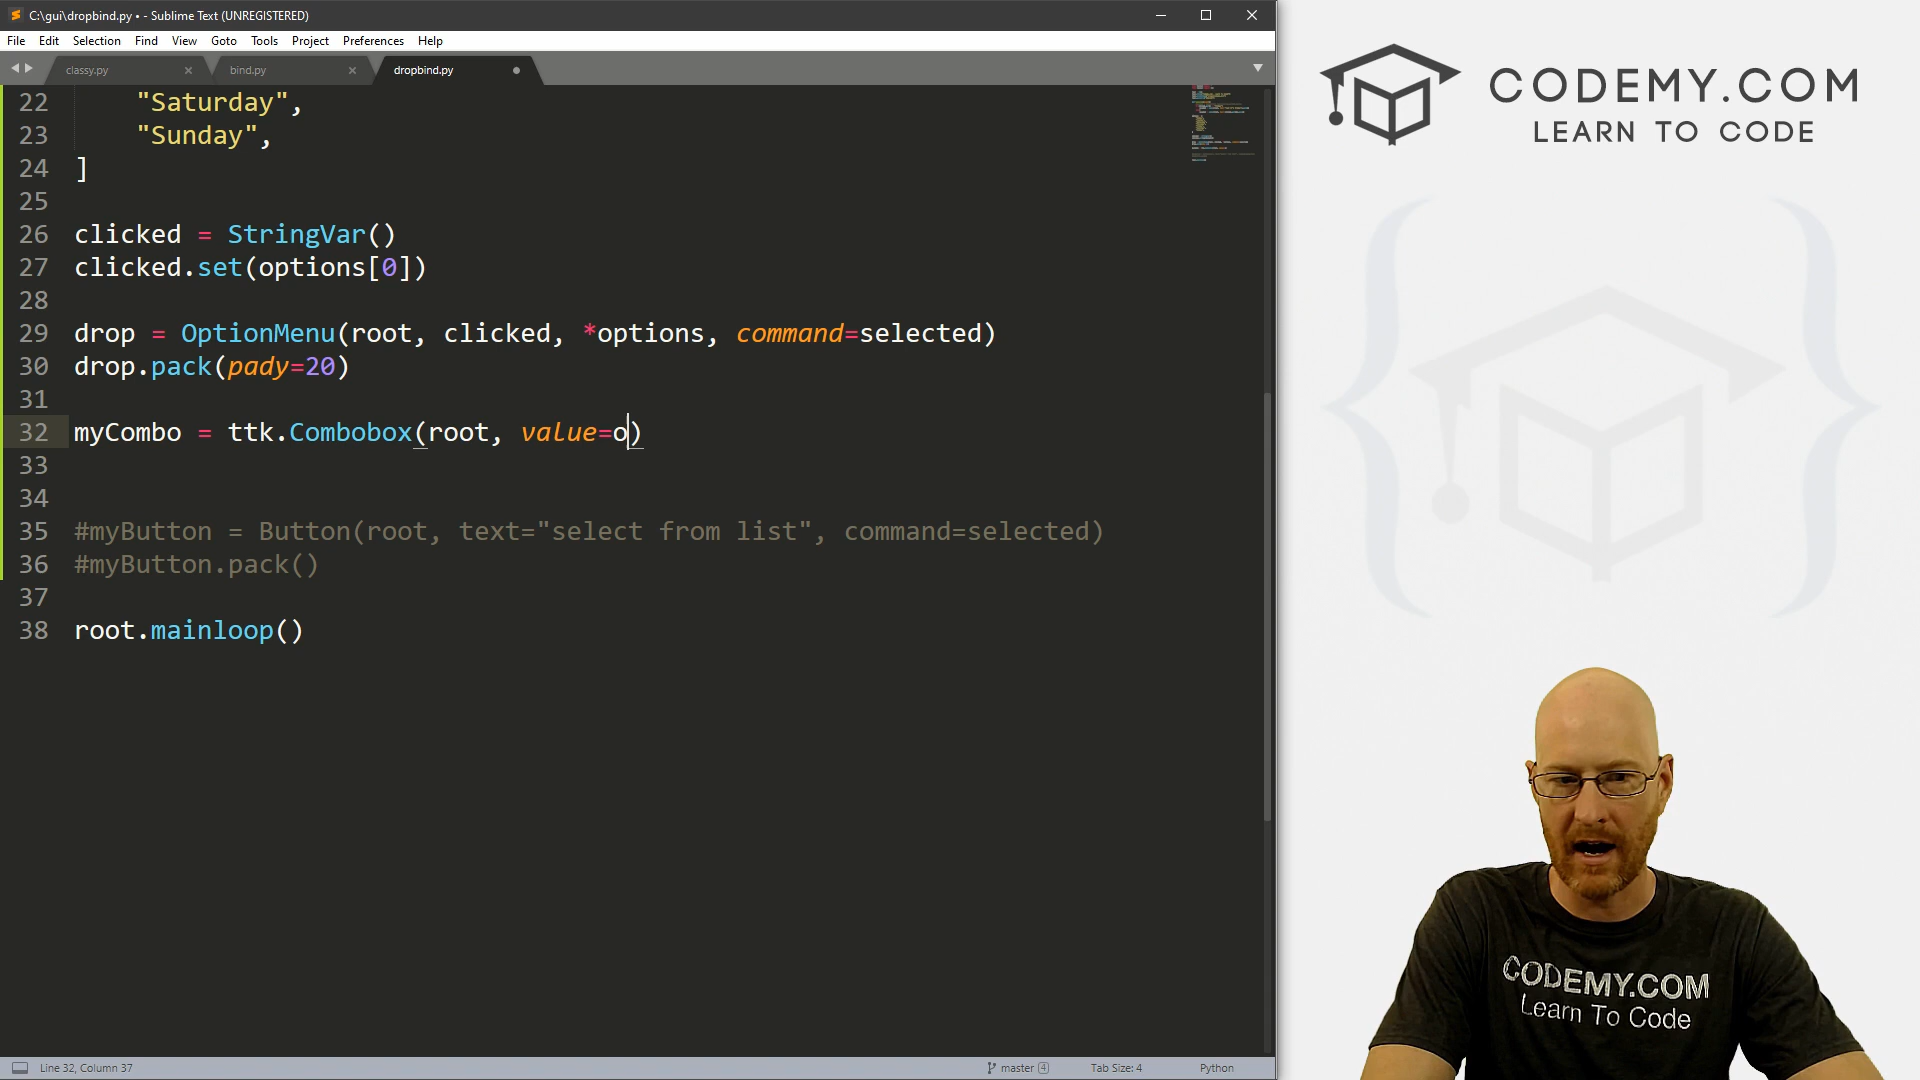 C:\gui\dropbind.py • - Sublime Text (UNREGISTERED)
File Edit Selection Find View Goto Tools Project Preferences Help
classy.py bind.py dropbind.py
22 "Saturday",
23 "Sunday",
24 ]
25
26 clicked = StringVar()
27 clicked.set(options[0])
28
29 drop = OptionMenu(root, clicked, *options, command=selected)
30 drop.pack(pady=20)
31
32 myCombo = ttk.Combobox(root, value=o)
33
34
35 #myButton = Button(root, text="select from list", command=selected)
36 #myButton.pack()
37
38 root.mainloop()
Line 32, Column 37 master 4 Tab Size: 4 Python
CODEMY.COM
LEARN TO CODE
CODEMY.COM
Learn To Code